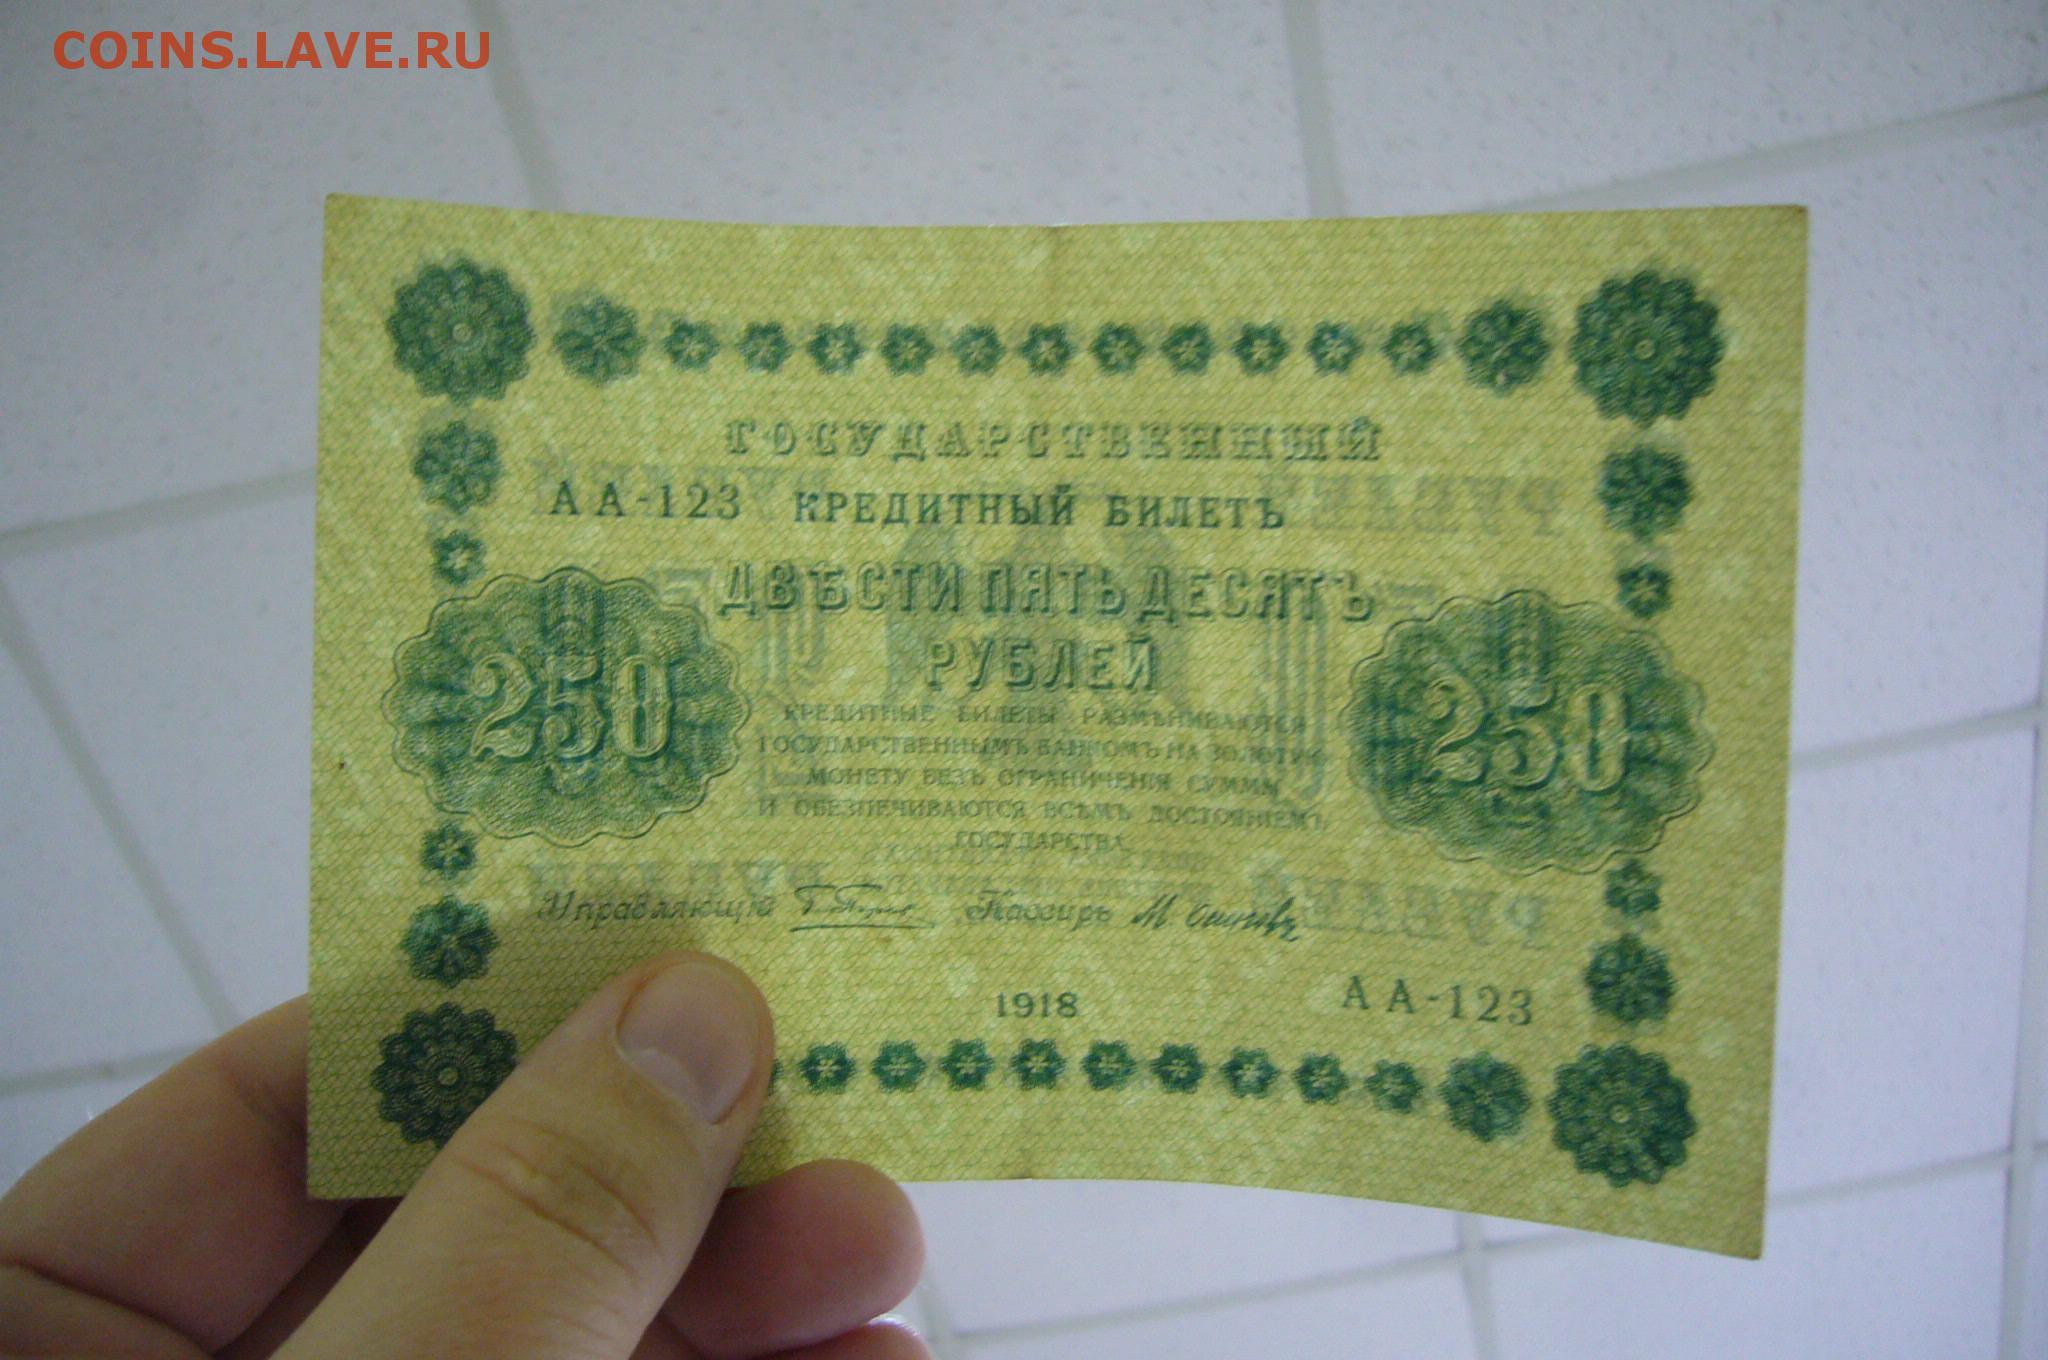 COINS.LAVE.RU
ГОСУДАРСТВЕННЫЙ
АА-123 КРЕДИТНЫЙ БИЛЕТЪ
ДВѢСТИ ПЯТЬДЕСЯТЪ
РУБЛЕЙ
250
250
КРЕДИТНЫЕ БИЛЕТЫ РАЗМѢНИВАЮТСЯ
ГОСУДАРСТВЕННЫМЪ БАНКОМЪ НА ЗОЛОТУЮ
МОНЕТУ БЕЗЪ ОГРАНИЧЕНІЯ СУММЫ
И ОБЕЗПЕЧИВАЮТСЯ ВСѢМЪ ДОСТОЯНІЕМЪ
ГОСУДАРСТВА.
Управляющій Кассиръ
1918
АА-123